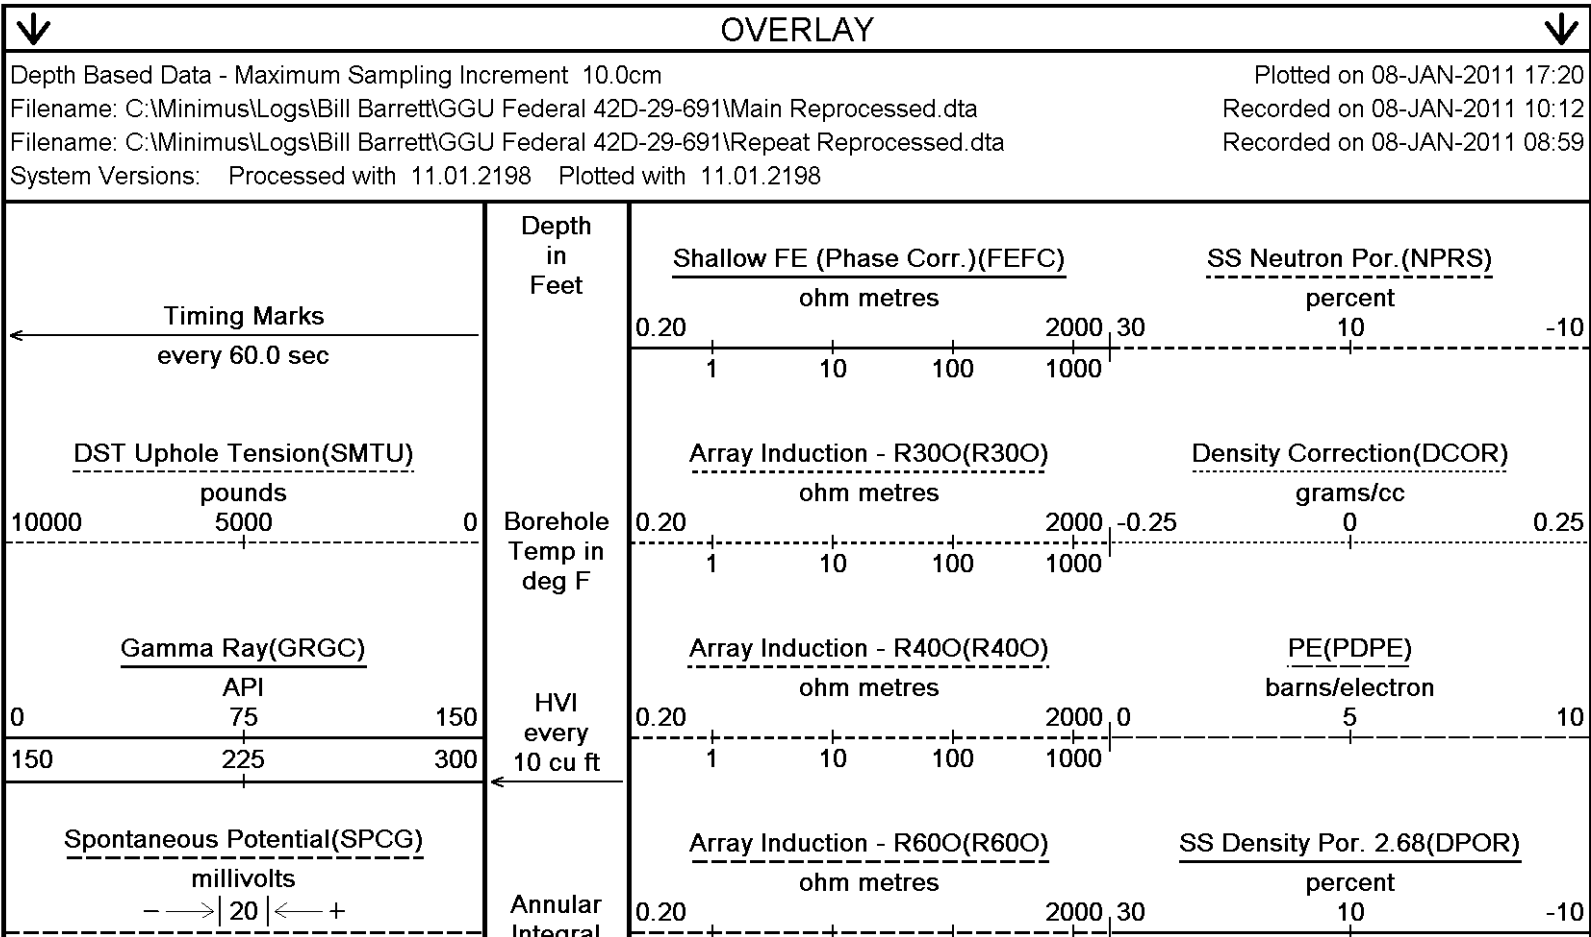 OVERLAY
Depth Based Data - Maximum Sampling Increment 10.0cm Plotted on 08-JAN-2011 17:20
Filename: C:\Minimus\Logs\Bill Barrett\GGU Federal 42D-29-691\Main Reprocessed.dta Recorded on 08-JAN-2011 10:12
Filename: C:\Minimus\Logs\Bill Barrett\GGU Federal 42D-29-691\Repeat Reprocessed.dta Recorded on 08-JAN-2011 08:59
System Versions: Processed with 11.01.2198 Plotted with 11.01.2198
Timing Marks
every 60.0 sec
DST Uphole Tension(SMTU)
pounds
10000 5000 0
Gamma Ray(GRGC)
API
0 75 150
150 225 300
Spontaneous Potential(SPCG)
millivolts
− 20 +
Depth
in
Feet
Borehole
Temp in
deg F
HVI
every
10 cu ft
Annular
Integral
Shallow FE (Phase Corr.)(FEFC)
ohm metres
0.20 2000
1 10 100 1000
Array Induction - R30O(R30O)
ohm metres
0.20 2000
1 10 100 1000
Array Induction - R40O(R40O)
ohm metres
0.20 2000
1 10 100 1000
Array Induction - R60O(R60O)
ohm metres
0.20 2000
SS Neutron Por.(NPRS)
percent
30 10 -10
Density Correction(DCOR)
grams/cc
-0.25 0 0.25
PE(PDPE)
barns/electron
0 5 10
SS Density Por. 2.68(DPOR)
percent
30 10 -10